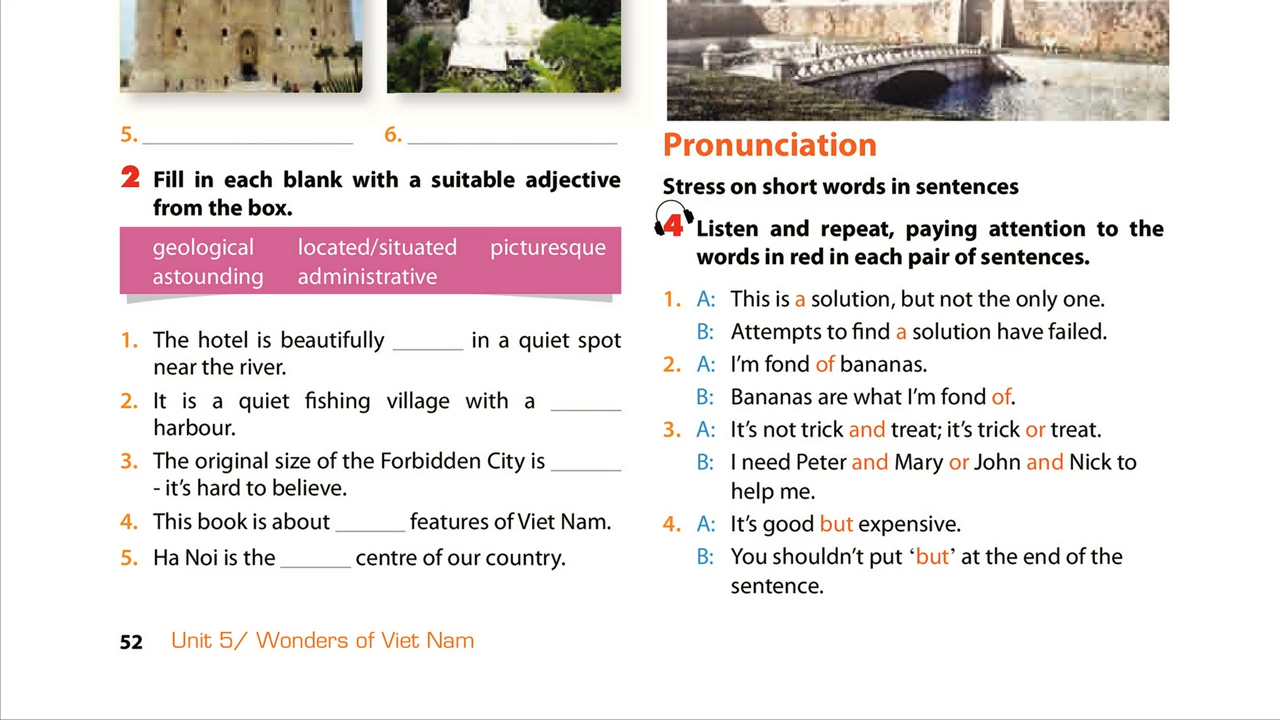 5. ____________________
6. ____________________
2 Fill in each blank with a suitable adjective
from the box.
geological located/situated picturesque
astounding administrative
1. The hotel is beautifully ______ in a quiet spot
near the river.
2. It is a quiet fishing village with a ______
harbour.
3. The original size of the Forbidden City is ______
- it's hard to believe.
4. This book is about ______ features of Viet Nam.
5. Ha Noi is the ______ centre of our country.
52 Unit 5/ Wonders of Viet Nam
Pronunciation
Stress on short words in sentences
4 Listen and repeat, paying attention to the
words in red in each pair of sentences.
1. A: This is a solution, but not the only one.
B: Attempts to find a solution have failed.
2. A: I'm fond of bananas.
B: Bananas are what I'm fond of.
3. A: It's not trick and treat; it's trick or treat.
B: I need Peter and Mary or John and Nick to
help me.
4. A: It's good but expensive.
B: You shouldn't put ‘but’ at the end of the
sentence.